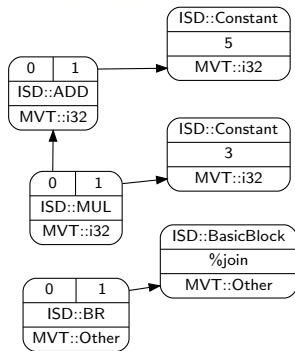 ISD::Constant
5
MVT::i32
0 1
ISD::ADD
MVT::i32
ISD::Constant
3
MVT::i32
0 1
ISD::MUL
MVT::i32
ISD::BasicBlock
%join
MVT::Other
0 1
ISD::BR
MVT::Other